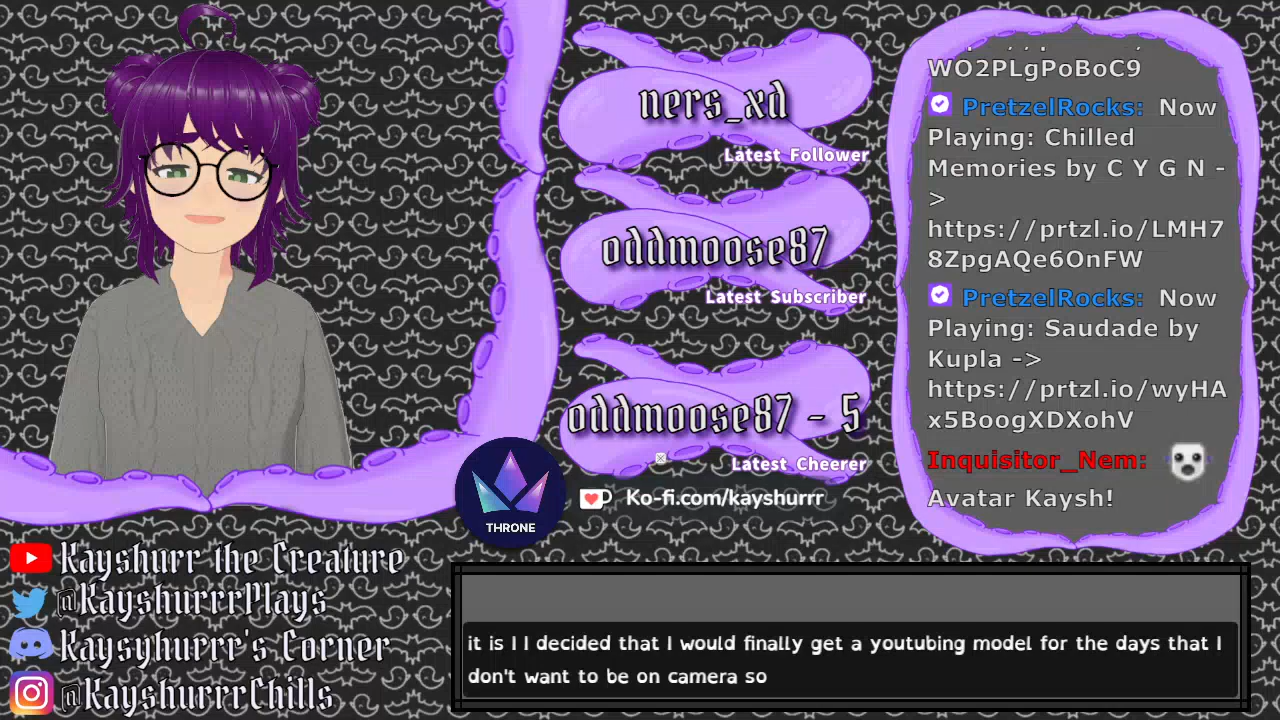 ners_xd
Latest Follower
oddmoose87
Latest Subscriber
oddmoose87 - 5
Latest Cheerer
THRONE
Ko-fi.com/kayshurrr
WO2PLgPoBoC9
PretzelRocks: Now
Playing: Chilled
Memories by C Y G N -
>
https://prtzl.io/LMH7
8ZpgAQe6OnFW
PretzelRocks: Now
Playing: Saudade by
Kupla ->
https://prtzl.io/wyHA
x5BoogXDXohV
Inquisitor_Nem:
Avatar Kaysh!
Kayshurr the Creature
@KayshurrrPlays
Kaysyhurrr's Corner
@KayshurrrChills
it is I I decided that I would finally get a youtubing model for the days that I
don't want to be on camera so